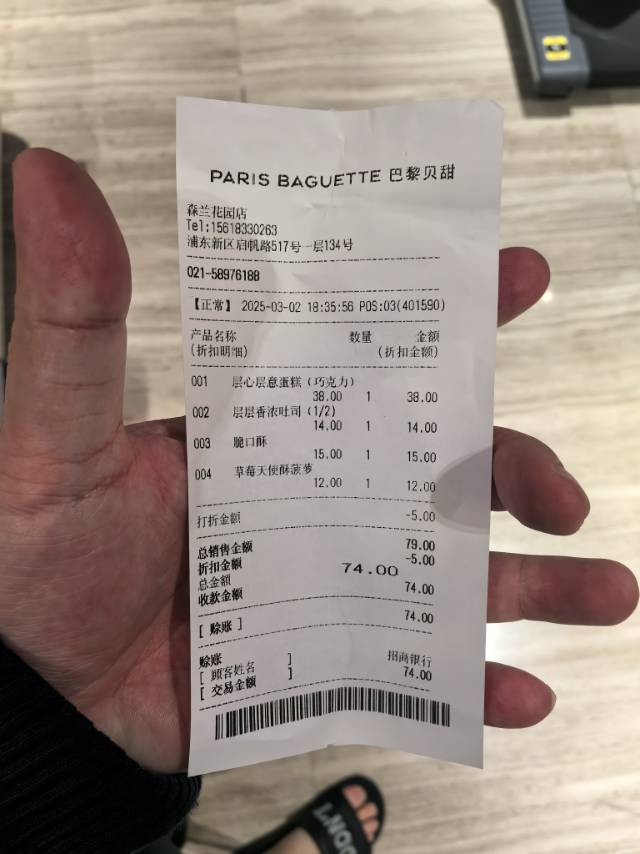 PARIS BAGUETTE 巴黎贝甜
森兰花园店
Tel:15618330263
浦东新区启帆路517号一层134号
021-58976188
【正常】 2025-03-02 18:35:56 POS:03(401590)
产品名称 数量 金额
(折扣明细) (折扣金额)
001 层心层意蛋糕(巧克力)
38.00 1 38.00
002 层层香浓吐司(1/2)
14.00 1 14.00
003 脆口酥
15.00 1 15.00
004 草莓天使酥菠萝
12.00 1 12.00
打折金额 -5.00
总销售金额 79.00
折扣金额 -5.00
总金额 74.00
收款金额 74.00
[ 赊账 ] 74.00
赊账 ] 招商银行
[ 顾客姓名 ] 74.00
[ 交易金额
DON'T